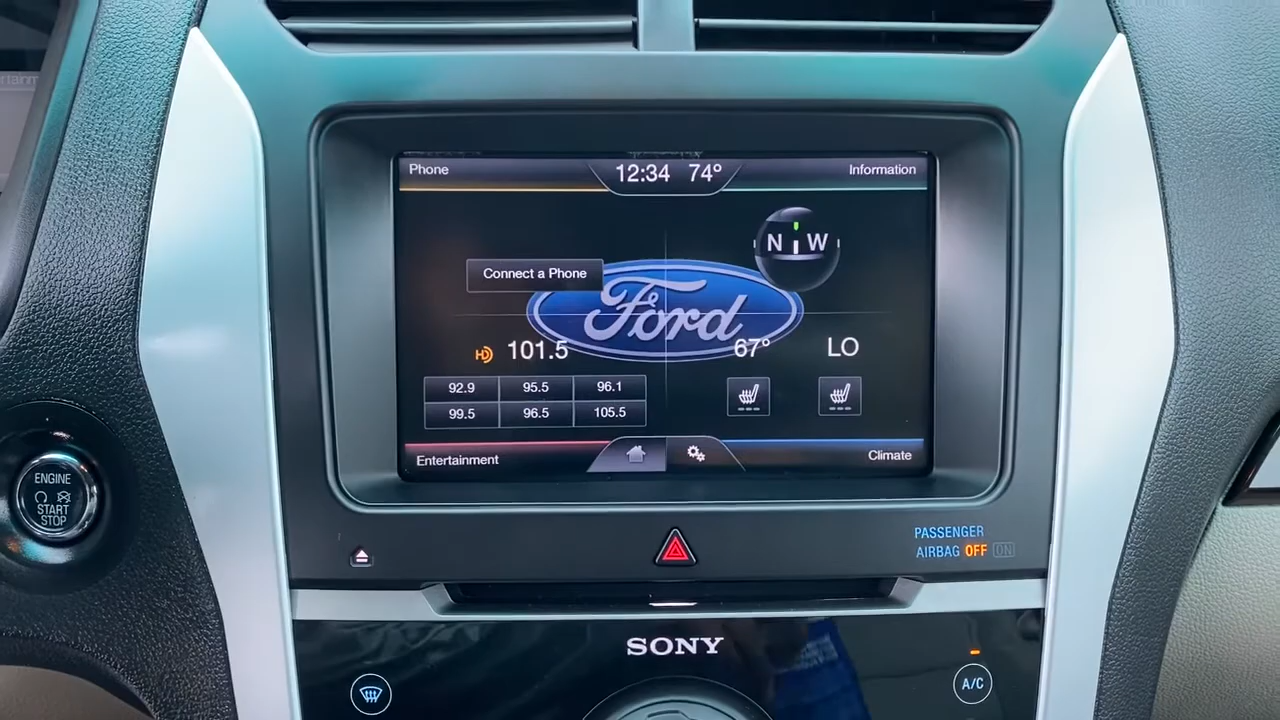 Phone
12:34 74°
Information
N W
Connect a Phone
Ford
HD 101.5
67°
LO
92.9 95.5 96.1
99.5 96.5 105.5
Entertainment
Climate
ENGINE
START
STOP
PASSENGER
AIRBAG OFF ON
SONY
A/C